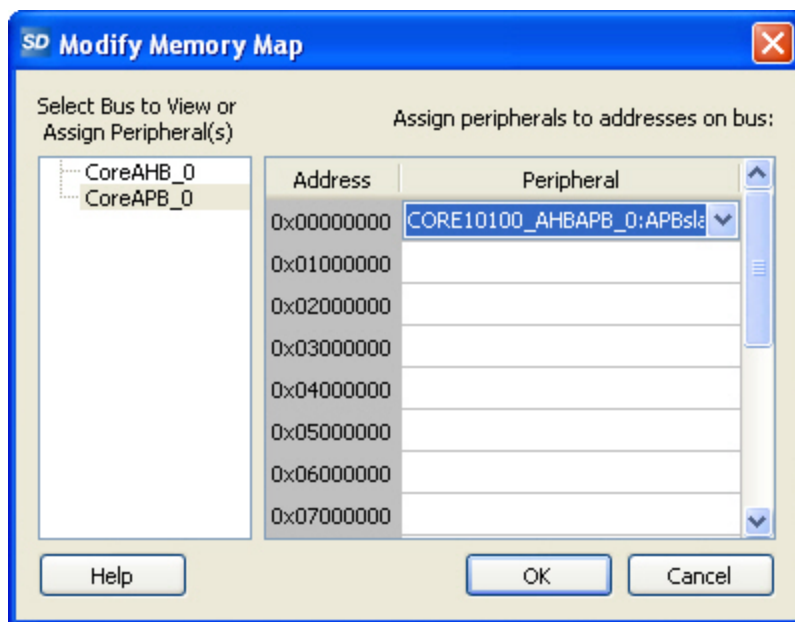 SD Modify Memory Map
Select Bus to View or
Assign Peripheral(s)
Assign peripherals to addresses on bus:
CoreAHB_0
CoreAPB_0
Address Peripheral
0x00000000 CORE10100_AHBAPB_0:APBsla
0x01000000
0x02000000
0x03000000
0x04000000
0x05000000
0x06000000
0x07000000
Help OK Cancel